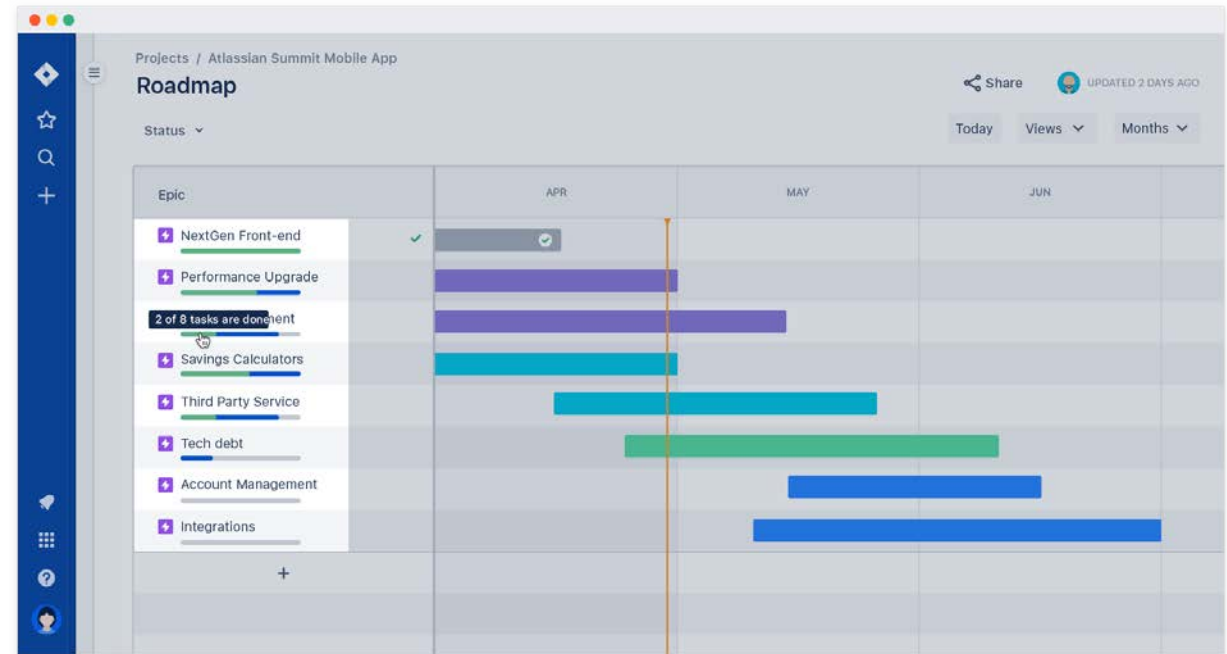 Projects / Atlassian Summit Mobile App
Roadmap
Share
UPDATED 2 DAYS AGO
Status
Today
Views
Months
Epic
APR
MAY
JUN
NextGen Front-end
Performance Upgrade
2 of 8 tasks are done
Savings Calculators
Third Party Service
Tech debt
Account Management
Integrations